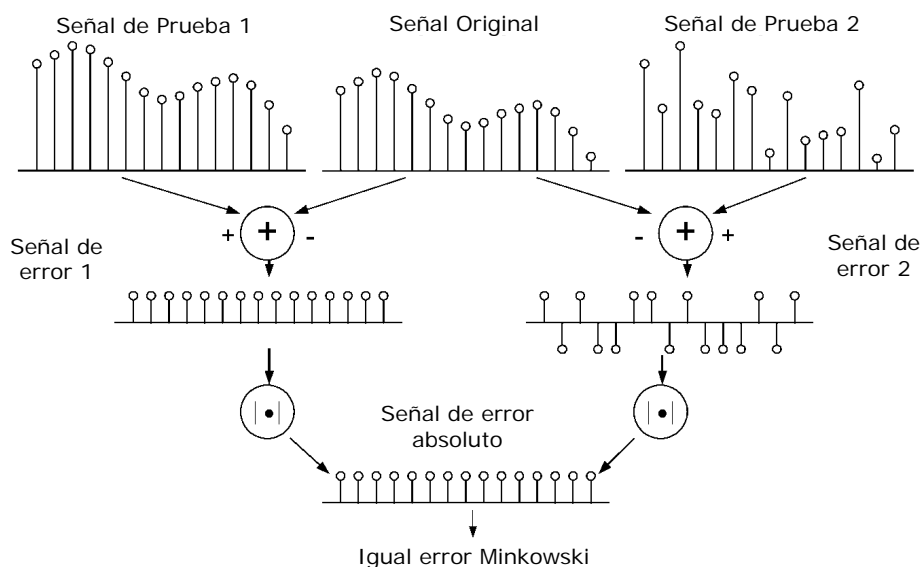 Señal de Prueba 1
Señal Original
Señal de Prueba 2
+ + -
- + +
Señal de
error 1
Señal de
error 2
|•|
|•|
Señal de error
absoluto
Igual error Minkowski